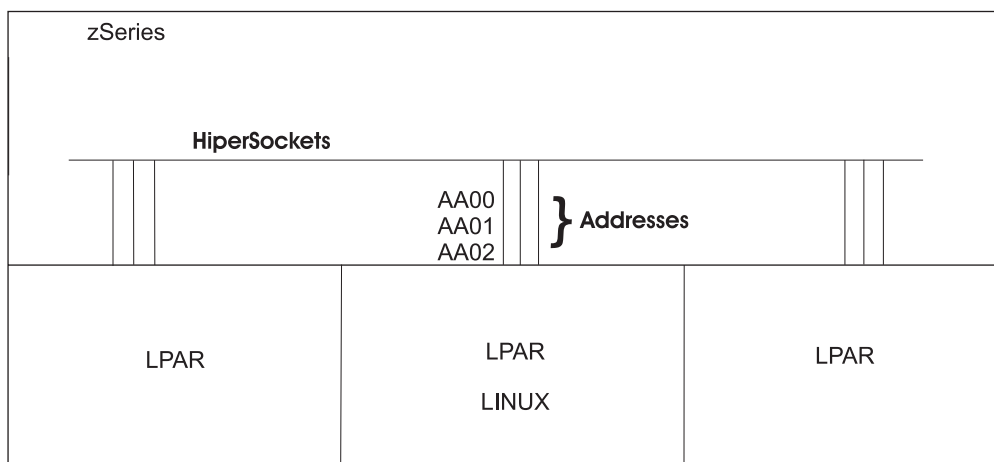 zSeries
HiperSockets
AA00
AA01
AA02
} Addresses
LPAR
LPAR
LINUX
LPAR